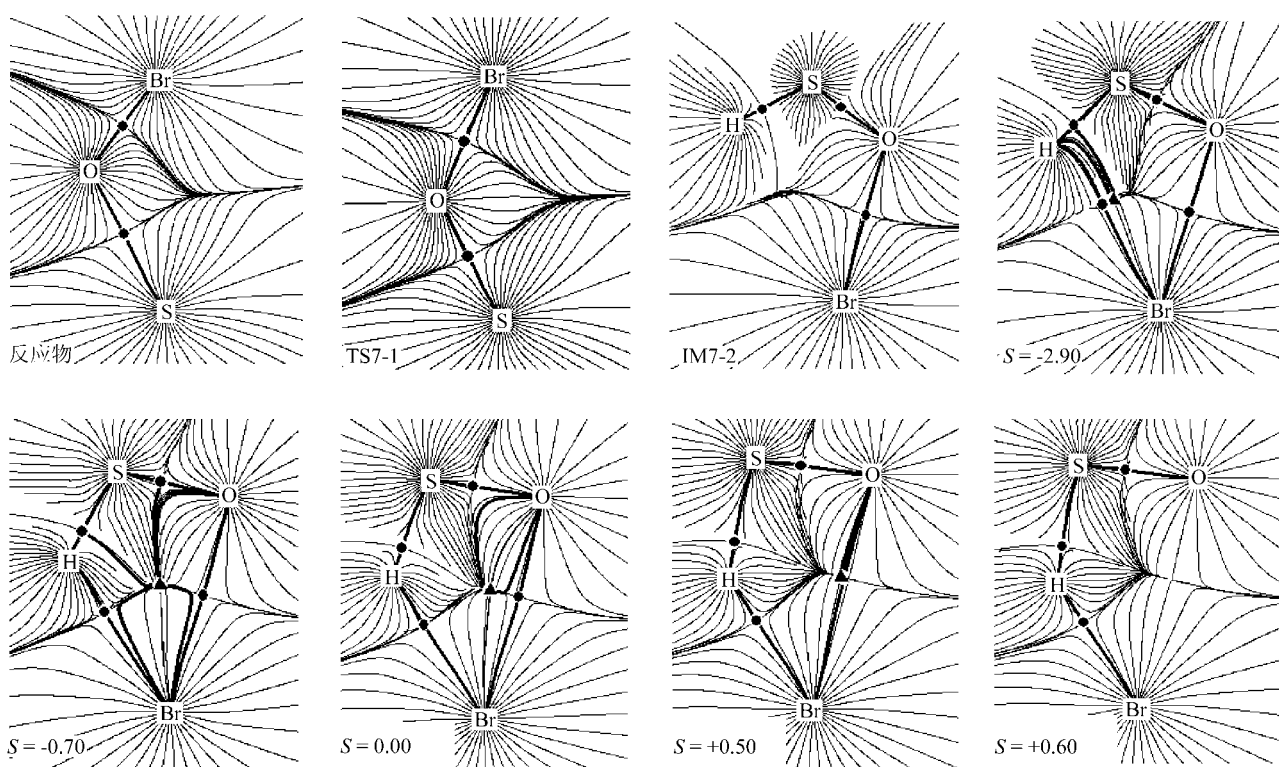 Br
O
S
反应物
Br
O
S
TS7-1
S
H
O
Br
IM7-2
S
H
O
Br
S = -2.90
S
O
H
Br
S = -0.70
S
O
H
Br
S = 0.00
S
O
H
Br
S = +0.50
S
O
H
Br
S = +0.60